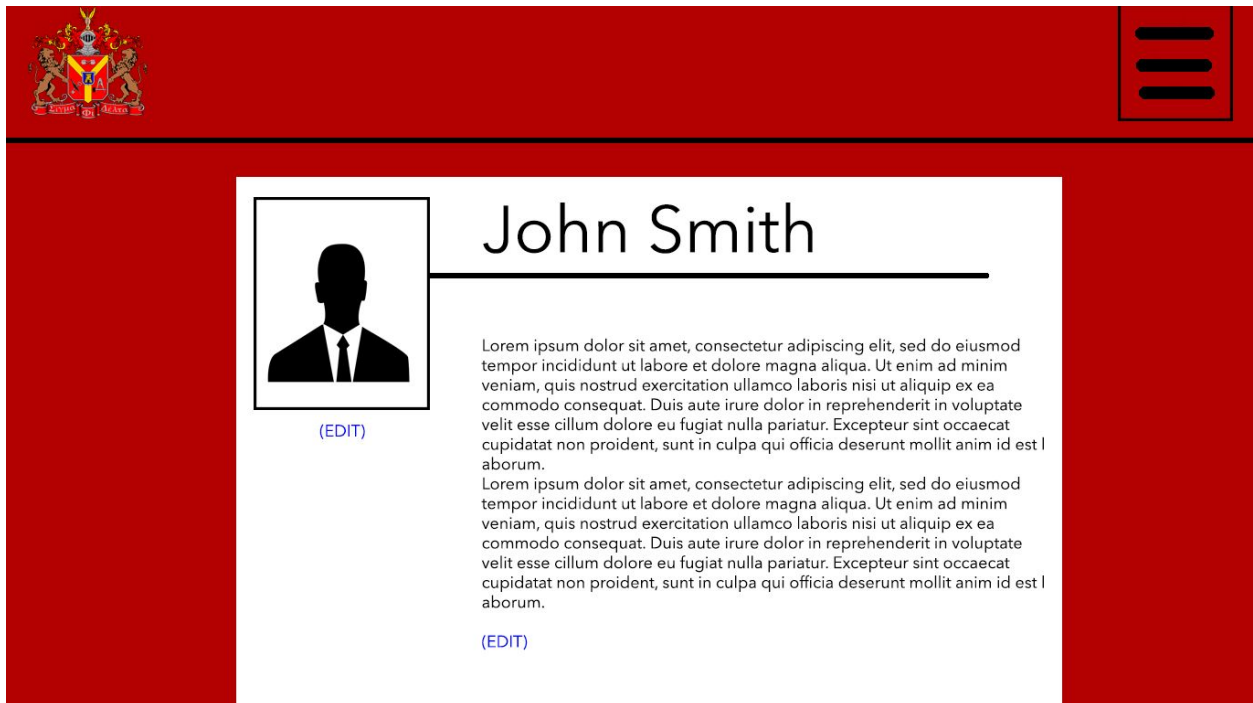 Σιγμα Φι Δελτα
John Smith
Lorem ipsum dolor sit amet, consectetur adipiscing elit, sed do eiusmod
tempor incididunt ut labore et dolore magna aliqua. Ut enim ad minim
veniam, quis nostrud exercitation ullamco laboris nisi ut aliquip ex ea
commodo consequat. Duis aute irure dolor in reprehenderit in voluptate
velit esse cillum dolore eu fugiat nulla pariatur. Excepteur sint occaecat
cupidatat non proident, sunt in culpa qui officia deserunt mollit anim id est l
aborum.
Lorem ipsum dolor sit amet, consectetur adipiscing elit, sed do eiusmod
tempor incididunt ut labore et dolore magna aliqua. Ut enim ad minim
veniam, quis nostrud exercitation ullamco laboris nisi ut aliquip ex ea
commodo consequat. Duis aute irure dolor in reprehenderit in voluptate
velit esse cillum dolore eu fugiat nulla pariatur. Excepteur sint occaecat
cupidatat non proident, sunt in culpa qui officia deserunt mollit anim id est l
aborum.
(EDIT)
(EDIT)